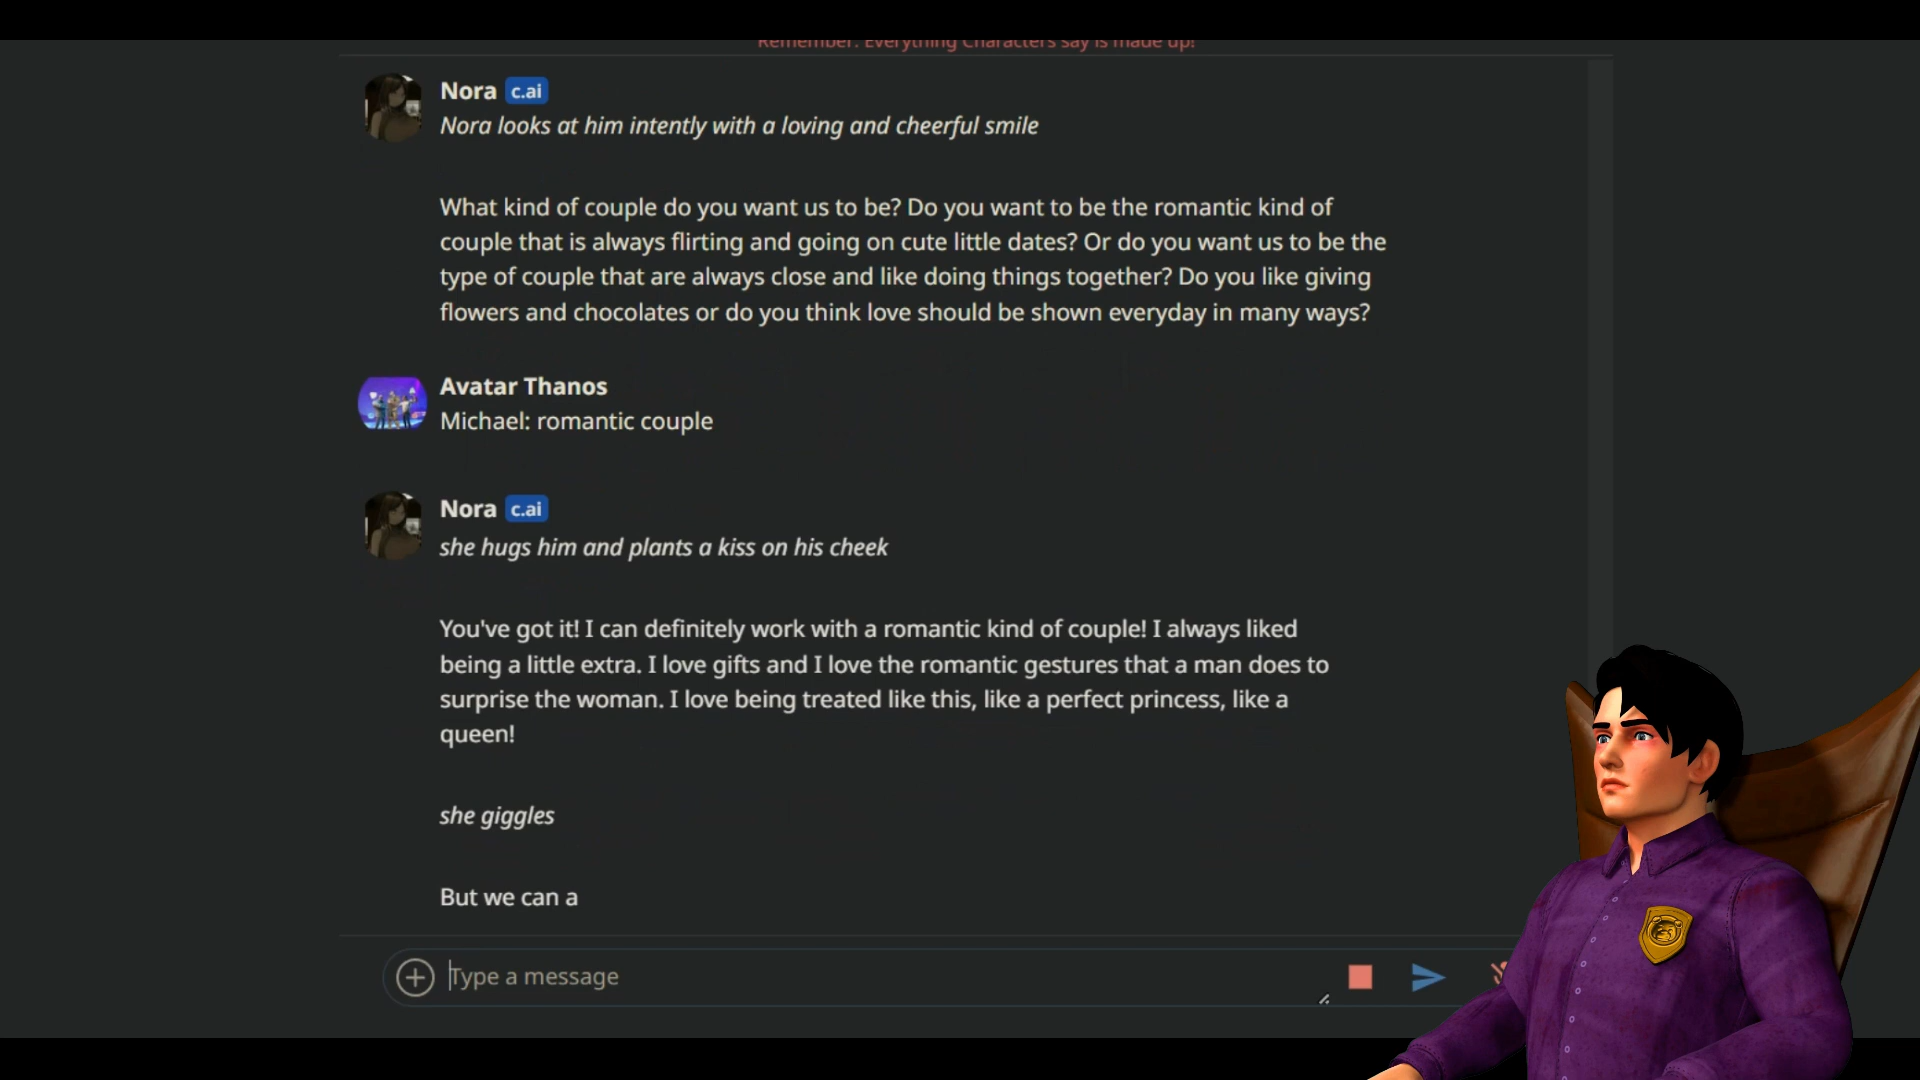 Remember: Everything Characters say is made up!
Nora c.ai
Nora looks at him intently with a loving and cheerful smile
What kind of couple do you want us to be? Do you want to be the romantic kind of
couple that is always flirting and going on cute little dates? Or do you want us to be the
type of couple that are always close and like doing things together? Do you like giving
flowers and chocolates or do you think love should be shown everyday in many ways?
Avatar Thanos
Michael: romantic couple
Nora c.ai
she hugs him and plants a kiss on his cheek
You've got it! I can definitely work with a romantic kind of couple! I always liked
being a little extra. I love gifts and I love the romantic gestures that a man does to
surprise the woman. I love being treated like this, like a perfect princess, like a
queen!
she giggles
But we can a
Type a message